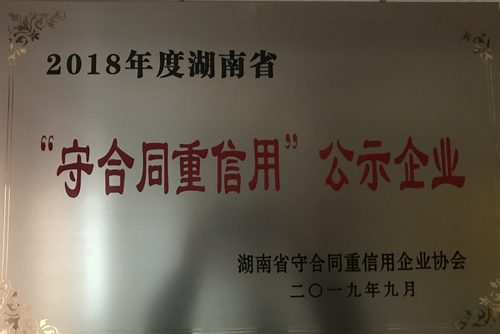 2018年度湖南省
“守合同重信用”公示企业
湖南省守合同重信用企业协会
二〇一九年九月